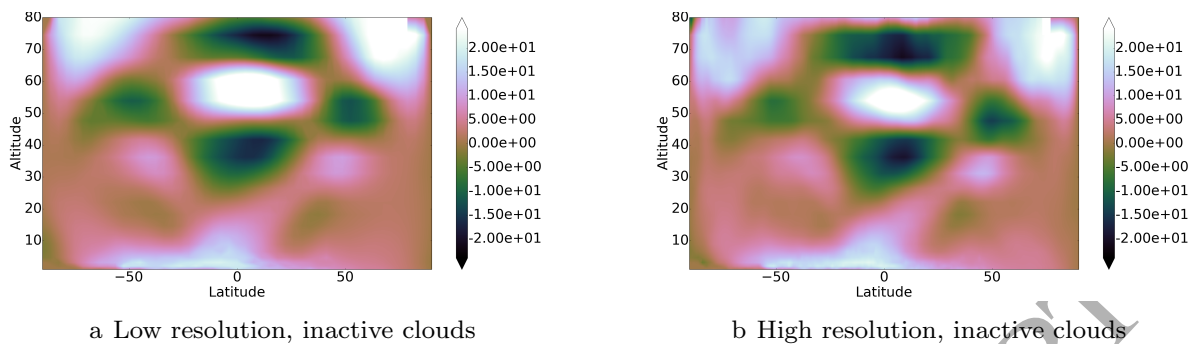 80
70
60
50
40
30
20
10
Altitude
−50
0
50
Latitude
2.00e+01
1.50e+01
1.00e+01
5.00e+00
0.00e+00
-5.00e+00
-1.00e+01
-1.50e+01
-2.00e+01
a Low resolution, inactive clouds
80
70
60
50
40
30
20
10
Altitude
−50
0
50
Latitude
2.00e+01
1.50e+01
1.00e+01
5.00e+00
0.00e+00
-5.00e+00
-1.00e+01
-1.50e+01
-2.00e+01
b High resolution, inactive clouds